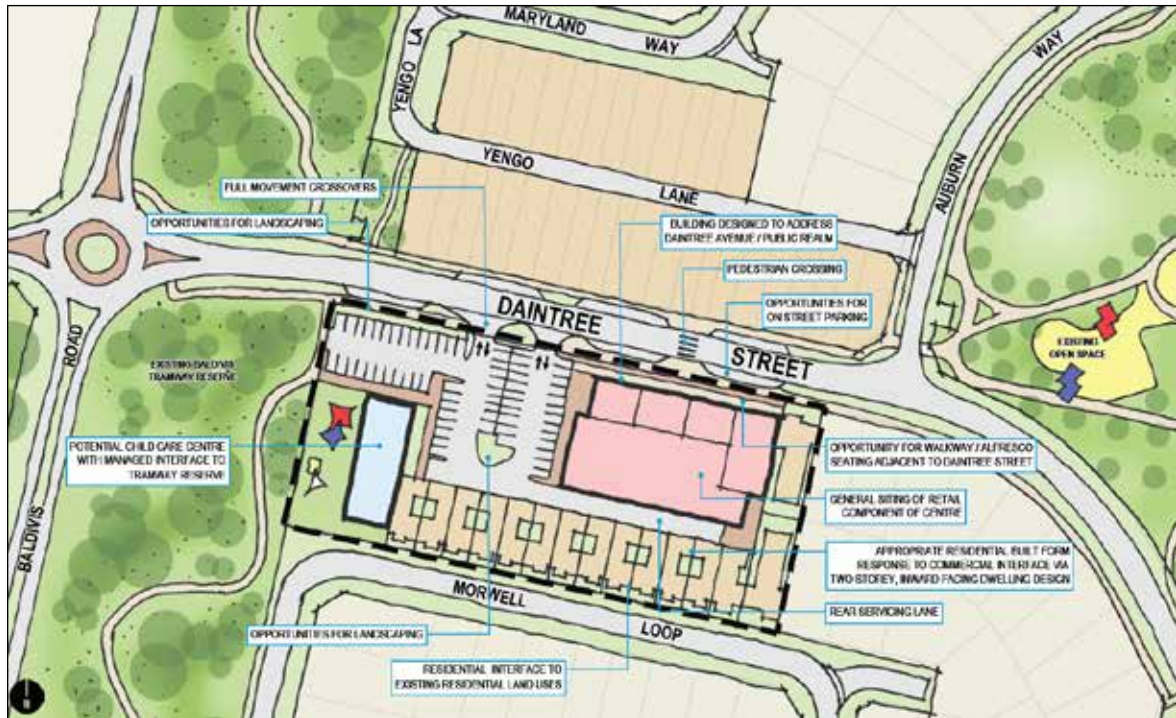 MARYLAND
WAY
YENGO LA
YENGO
LANE
AUBURN
WAY
FULL MOVEMENT CROSSOVERS
OPPORTUNITIES FOR LANDSCAPING
BUILDING DESIGNED TO ADDRESS
DAINTREE AVENUE / PUBLIC REALM
PEDESTRIAN CROSSING
OPPORTUNITIES FOR
ON STREET PARKING
DAINTREE
STREET
EXISTING
OPEN SPACE
EXISTING BALDIVIS
TRAMWAY RESERVE
BALDIVIS
ROAD
POTENTIAL CHILD CARE CENTRE
WITH MANAGED INTERFACE TO
TRAMWAY RESERVE
OPPORTUNITY FOR WALKWAY / ALFRESCO
SEATING ADJACENT TO DAINTREE STREET
GENERAL SITING OF RETAIL
COMPONENT OF CENTRE
APPROPRIATE RESIDENTIAL BUILT FORM
RESPONSE TO COMMERCIAL INTERFACE VIA
TWO STOREY, INWARD FACING DWELLING DESIGN
REAR SERVICING LANE
MORWELL
LOOP
OPPORTUNITIES FOR LANDSCAPING
RESIDENTIAL INTERFACE TO
EXISTING RESIDENTIAL LAND USES